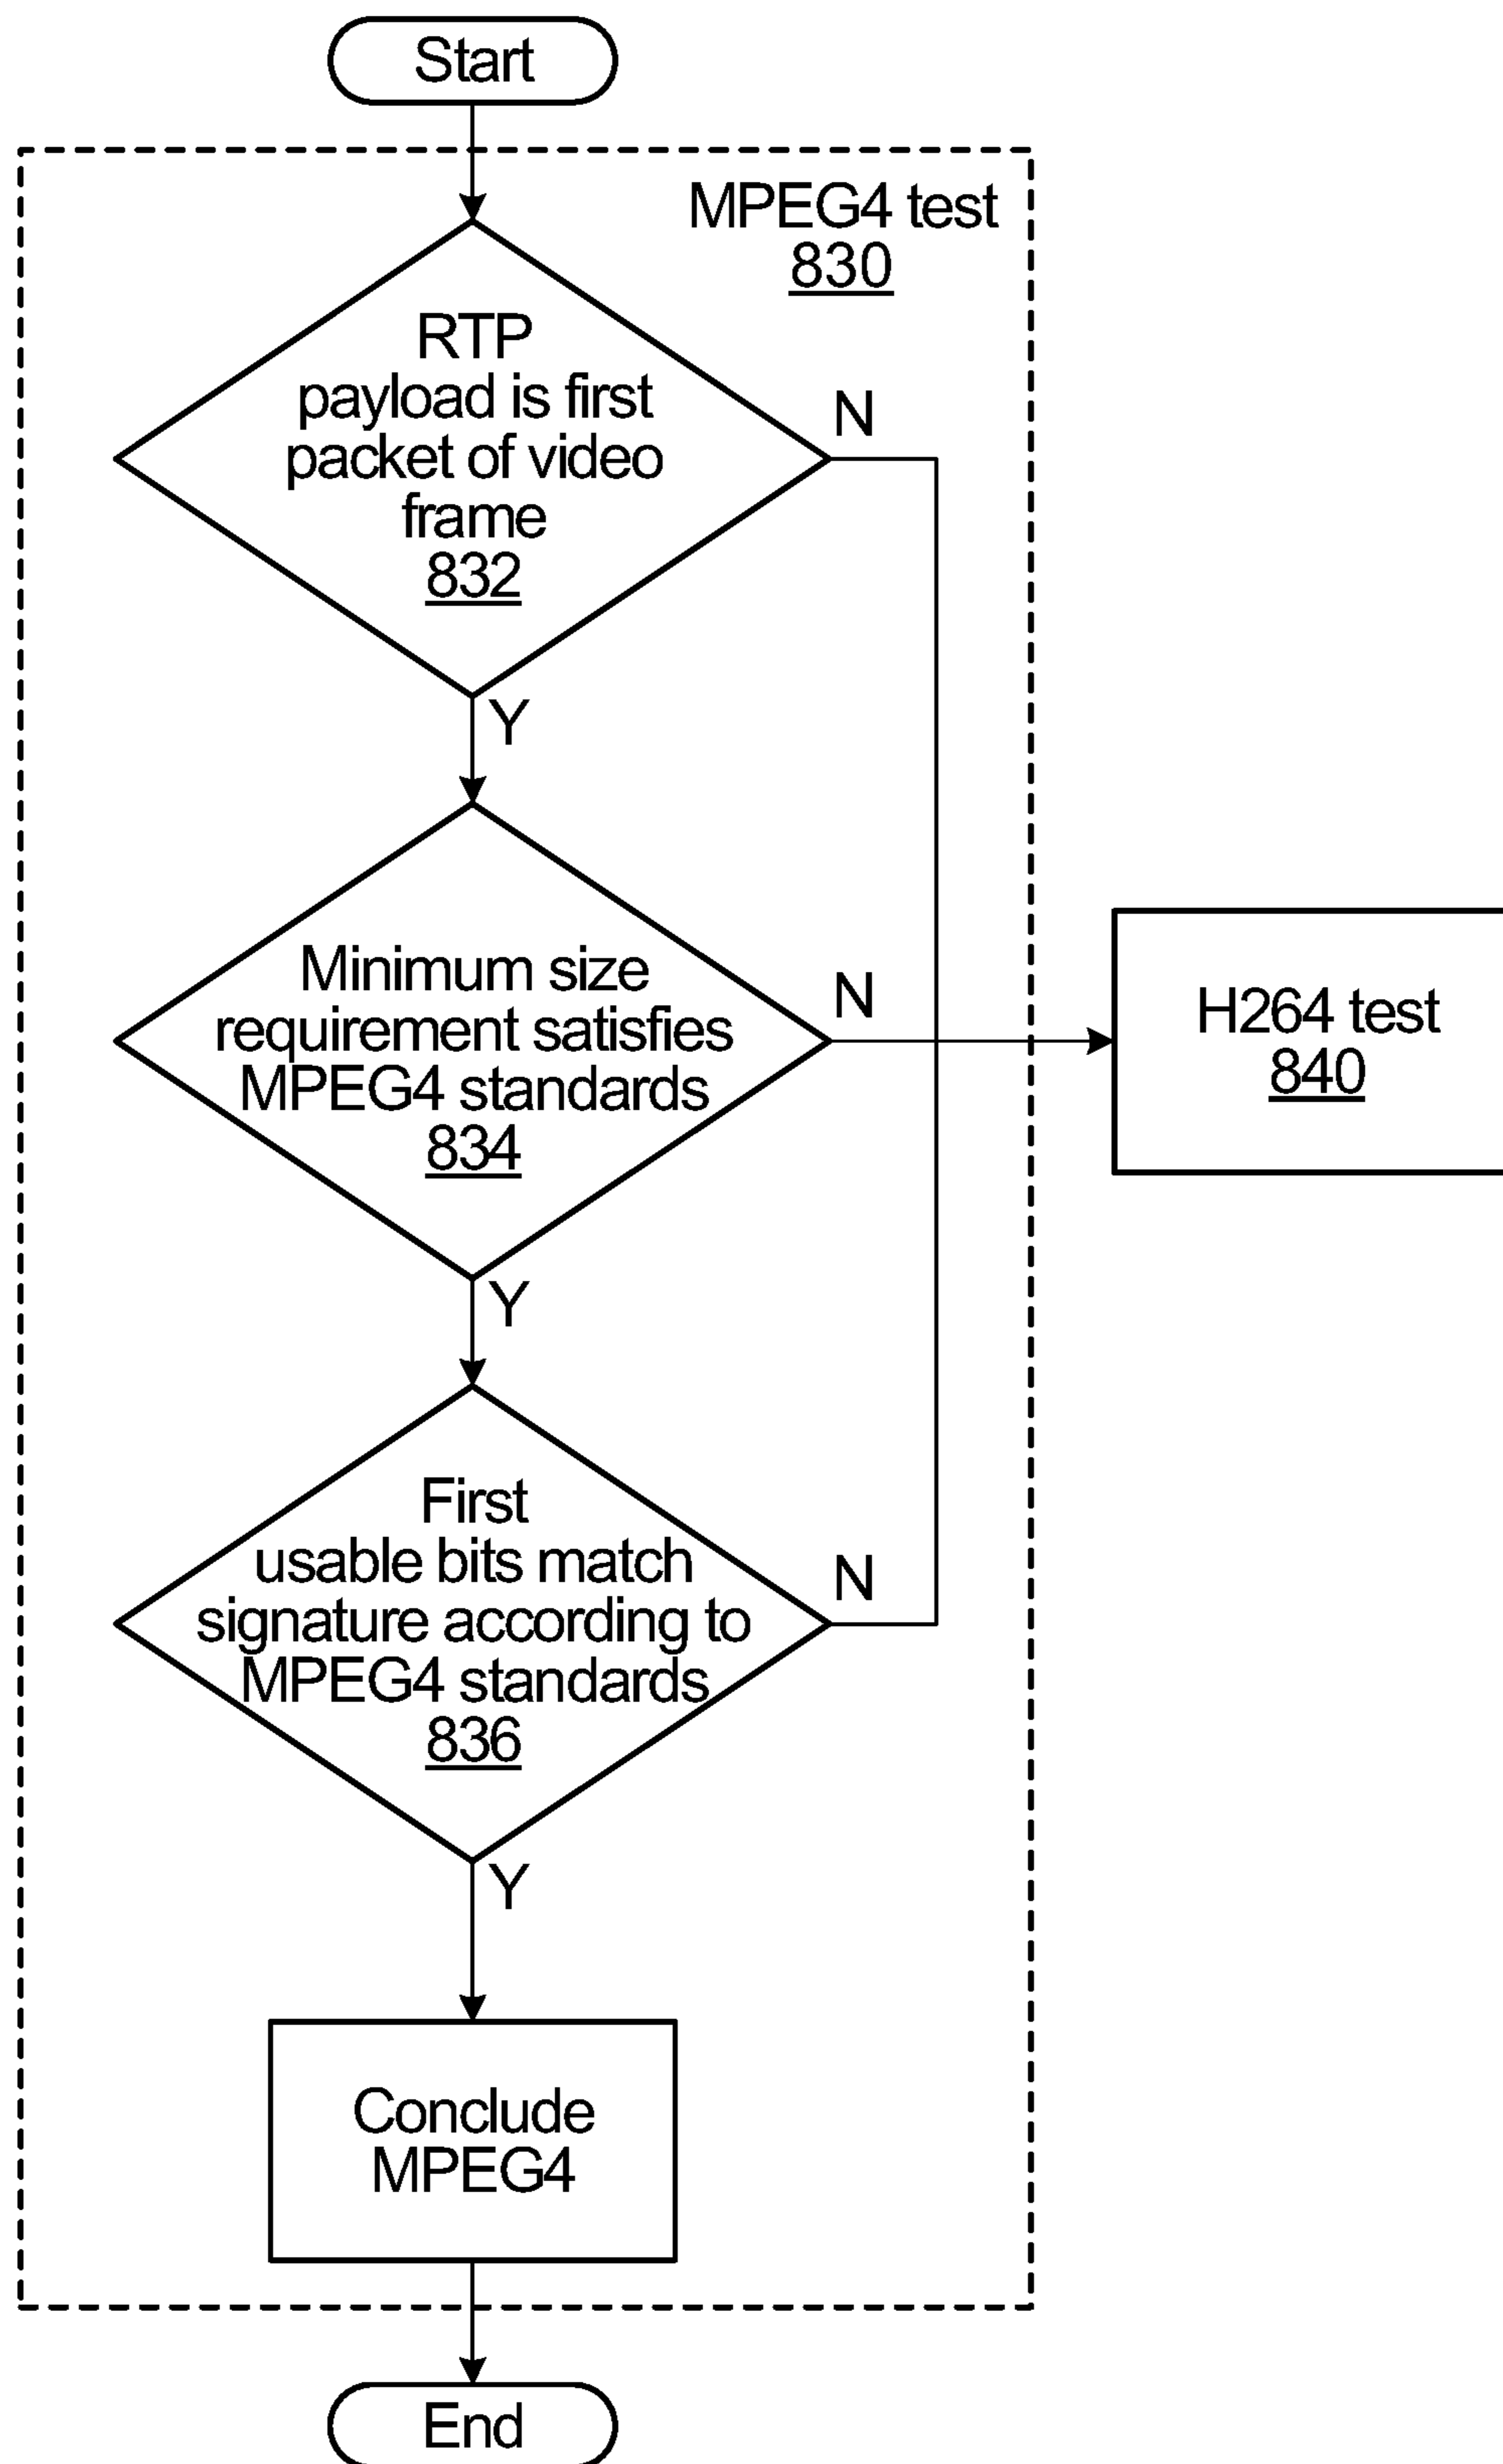 Start
MPEG4 test
830
RTP
payload is first
packet of video
frame
832
N
Y
Minimum size
requirement satisfies
MPEG4 standards
834
N
H264 test
840
Y
First
usable bits match
signature according to
MPEG4 standards
836
N
Y
Conclude
MPEG4
End